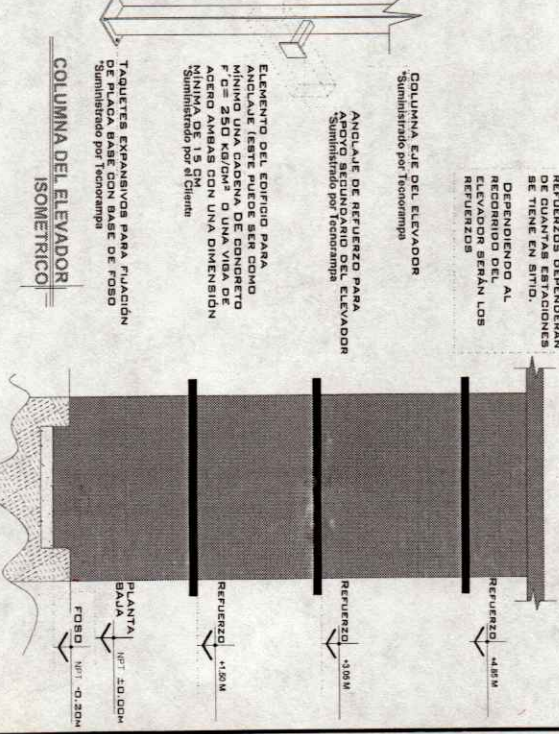 REFUERZOS DEPENDERÁN
DE CUANTAS ESTACIONES
SE TIENE EN SITIO.
DEPENDIENDO AL
RECORRIDO DEL
ELEVADOR SERÁN LOS
REFUERZOS
COLUMNA EJE DEL ELEVADOR
*Suministrado por Tecnorampa
ANCLAJE DE REFUERZO PARA
APOYO SECUNDARIO DEL ELEVADOR
*Suministrado por Tecnorampa
ELEMENTO DEL EDIFICIO PARA
ANCLAJE (ESTE PUEDE SER COMO
MÍNIMO UNA CADENA DE CONCRETO
F'C= 250 KG/CM² O UNA VIGA DE
ACERO AMBAS CON UNA DIMENSIÓN
MÍNIMA DE 15 CM
*Suministrado por el Cliente
TAQUETES EXPANSIVOS PARA FIJACIÓN
DE PLACA BASE CON BASE DE FOSO
*Suministrado por Tecnorampa
COLUMNA DEL ELEVADOR
ISOMETRICO
REFUERZO +4.85 M
REFUERZO +3.05 M
REFUERZO +1.50 M
PLANTA
BAJA NPT ±0.00M
FOSO NPT -0.20M